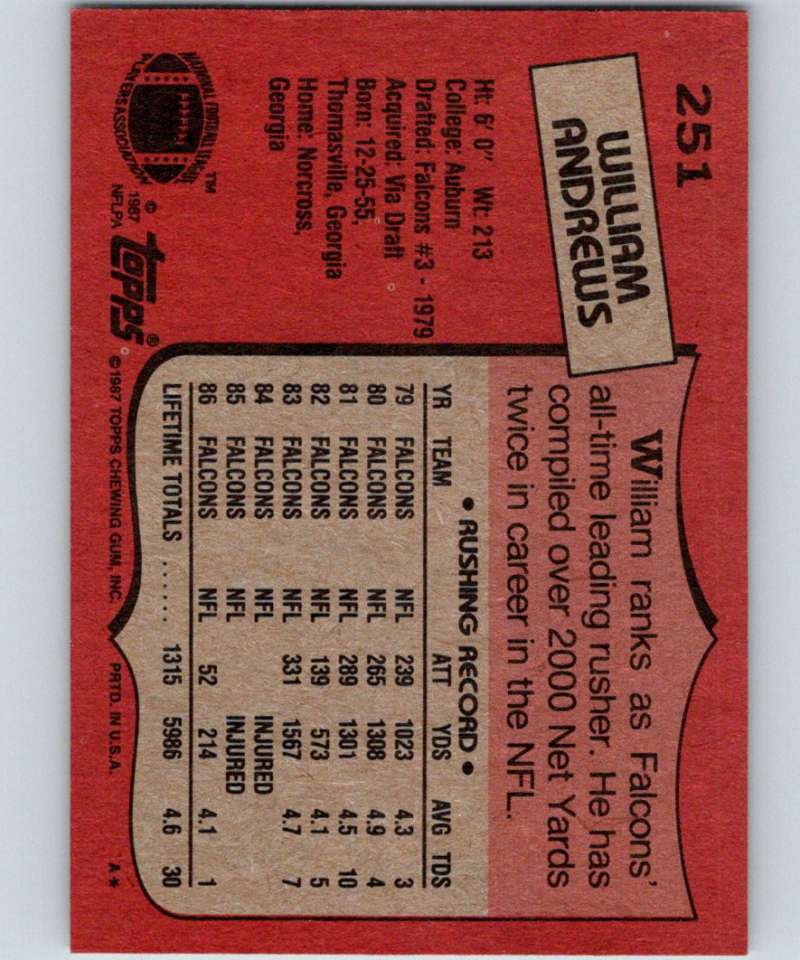 251
WILLIAM
ANDREWS
Ht: 6' 0" Wt: 213
College: Auburn
Drafted: Falcons #3 - 1979
Acquired: Via Draft
Born: 12-25-55,
Thomasville, Georgia
Home: Norcross,
Georgia
NATIONAL FOOTBALL LEAGUE
PLAYERS ASSOCIATION
TM
© 1987
NFLPA
topps®
William ranks as Falcons'
all-time leading rusher. He has
compiled over 2000 Net Yards
twice in career in the NFL.
• RUSHING RECORD •
YR TEAM ATT YDS AVG TDS
79 FALCONS NFL 239 1023 4.3 3
80 FALCONS NFL 265 1308 4.9 4
81 FALCONS NFL 289 1301 4.5 10
82 FALCONS NFL 139 573 4.1 5
83 FALCONS NFL 331 1567 4.7 7
84 FALCONS NFL INJURED
85 FALCONS NFL INJURED
86 FALCONS NFL 52 214 4.1 1
LIFETIME TOTALS ...... 1315 5986 4.6 30
©1987 TOPPS CHEWING GUM, INC. PRTD. IN U.S.A. A*